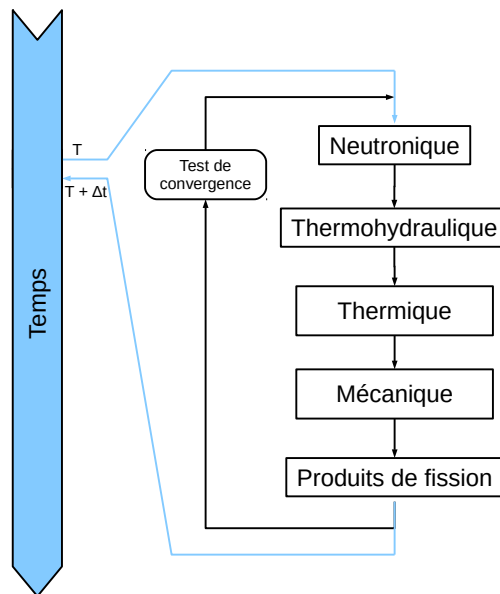 T
T + Δt
Temps
Test de
convergence
Neutronique
Thermohydraulique
Thermique
Mécanique
Produits de fission